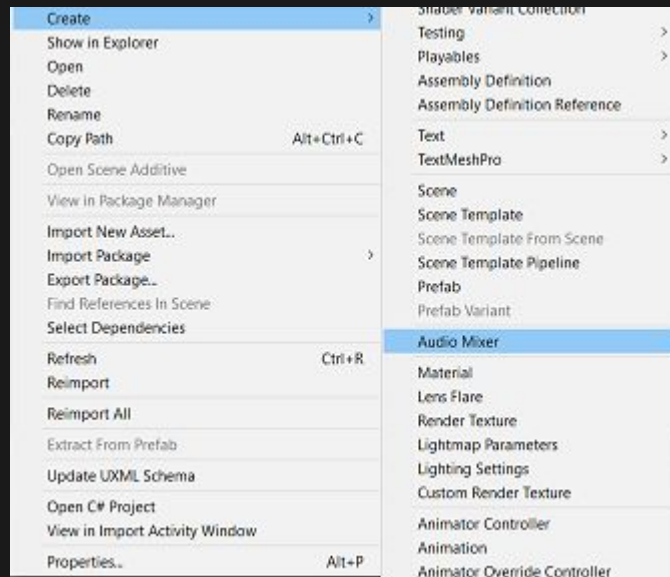 Create
Show in Explorer
Open
Delete
Rename
Copy Path Alt+Ctrl+C
Open Scene Additive
View in Package Manager
Import New Asset...
Import Package
Export Package...
Find References In Scene
Select Dependencies
Refresh Ctrl+R
Reimport
Reimport All
Extract From Prefab
Update UXML Schema
Open C# Project
View in Import Activity Window
Properties... Alt+P
Shader Variant Collection
Testing
Playables
Assembly Definition
Assembly Definition Reference
Text
TextMeshPro
Scene
Scene Template
Scene Template From Scene
Scene Template Pipeline
Prefab
Prefab Variant
Audio Mixer
Material
Lens Flare
Render Texture
Lightmap Parameters
Lighting Settings
Custom Render Texture
Animator Controller
Animation
Animator Override Controller